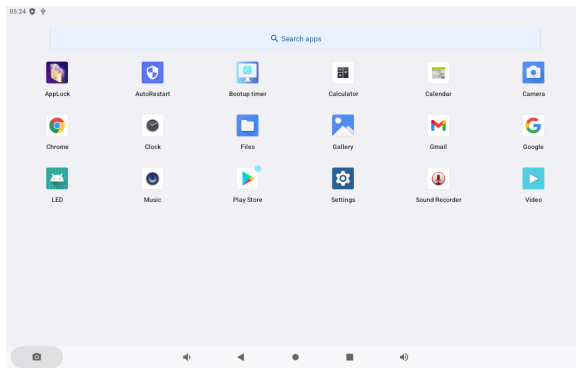 05:24
Search apps
AppLock AutoRestart Bootup timer Calculator Calendar Camera
Chrome Clock Files Gallery Gmail Google
LED Music Play Store Settings Sound Recorder Video